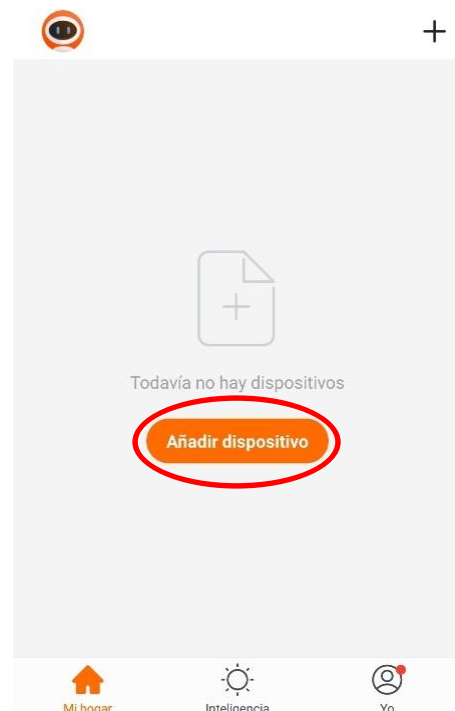 Todavía no hay dispositivos
Añadir dispositivo
Mi hogar
Inteligencia
Yo